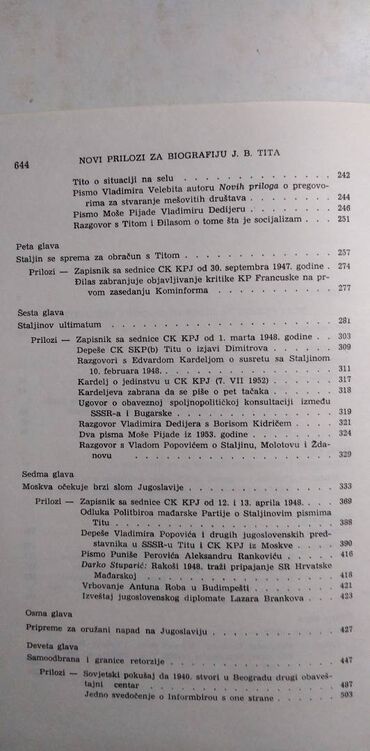 644
NOVI PRILOZI ZA BIOGRAFIJU J. B. TITA
Tito o situaciji na selu . . . . . . . . . . . . . 242
Pismo Vladimira Velebita autoru Novih priloga o pregovo-
rima za stvaranje mešovitih društava . . . . . . . 244
Pismo Moše Pijade Vladimiru Dedijeru . . . . . . . 246
Razgovor s Titom i Đilasom o tome šta je socijalizam . . . 251
Peta glava
Staljin se sprema za obračun s Titom . . . . . . . . . 257
Prilozi — Zapisnik sa sednice CK KPJ od 30. septembra 1947. godine . 274
Đilas zabranjuje objavljivanje kritike KP Francuske na pr-
vom zasedanju Kominforma . . . . . . . . . . 277
Šesta glava
Staljinov ultimatum . . . . . . . . . . . . . . . 281
Prilozi — Zapisnik sa sednice CK KPJ od 1. marta 1948. godine . . 303
Depeše CK SKP(b) Titu o izjavi Dimitrova . . . . . . 309
Razgovori s Edvardom Kardeljom o susretu sa Staljinom
10. februara 1948. . . . . . . . . . . . . . 311
Kardelj o jedinstvu u CK KPJ (7. VII 1952) . . . . . 317
Kardeljeva zabrana da se piše o pet tačaka . . . . . 318
Ugovor o obaveznoj spoljnopolitičkoj konsultaciji između
SSSR-a i Bugarske . . . . . . . . . . . . 319
Razgovor Vladimira Dedijera s Borisom Kidričem . . . . 321
Dva pisma Moše Pijade iz 1953. godine . . . . . . . 324
Razgovor s Vladom Popovićem o Staljinu, Molotovu i Žda-
novu . . . . . . . . . . . . . . . . 329
Sedma glava
Moskva očekuje brzi slom Jugoslavije . . . . . . . . . 333
Prilozi — Zapisnik sa sednice CK KPJ od 12. i 13. aprila 1948. . . . 369
Odluka Politbiroa mađarske Partije o Staljinovim pismima
Titu . . . . . . . . . . . . . . . . 388
Depeše Vladimira Popovića i drugih jugoslovenskih pred-
stavnika u SSSR-u Titu i CK KPJ iz Moskve . . . . 390
Pismo Puniše Perovića Aleksandru Rankoviću . . . . . 416
Darko Stuparić: Rakoši 1948. traži pripajanje SR Hrvatske
Mađarskoj . . . . . . . . . . . . . . 418
Vrbovanje Antuna Roba u Budimpešti . . . . . . . 421
Izveštaj jugoslovenskog diplomate Lazara Brankova . . . 423
Osma glava
Pripreme za oružani napad na Jugoslaviju . . . . . . . . 427
Deveta glava
Samoodbrana i granice retorzije . . . . . . . . . . . 447
Prilozi — Sovjetski pokušaj da 1940. stvori u Beogradu drugi obaveš-
tajni centar . . . . . . . . . . . . . . 497
Jedno svedočenje o Informbirou s one strane . . . . . 503